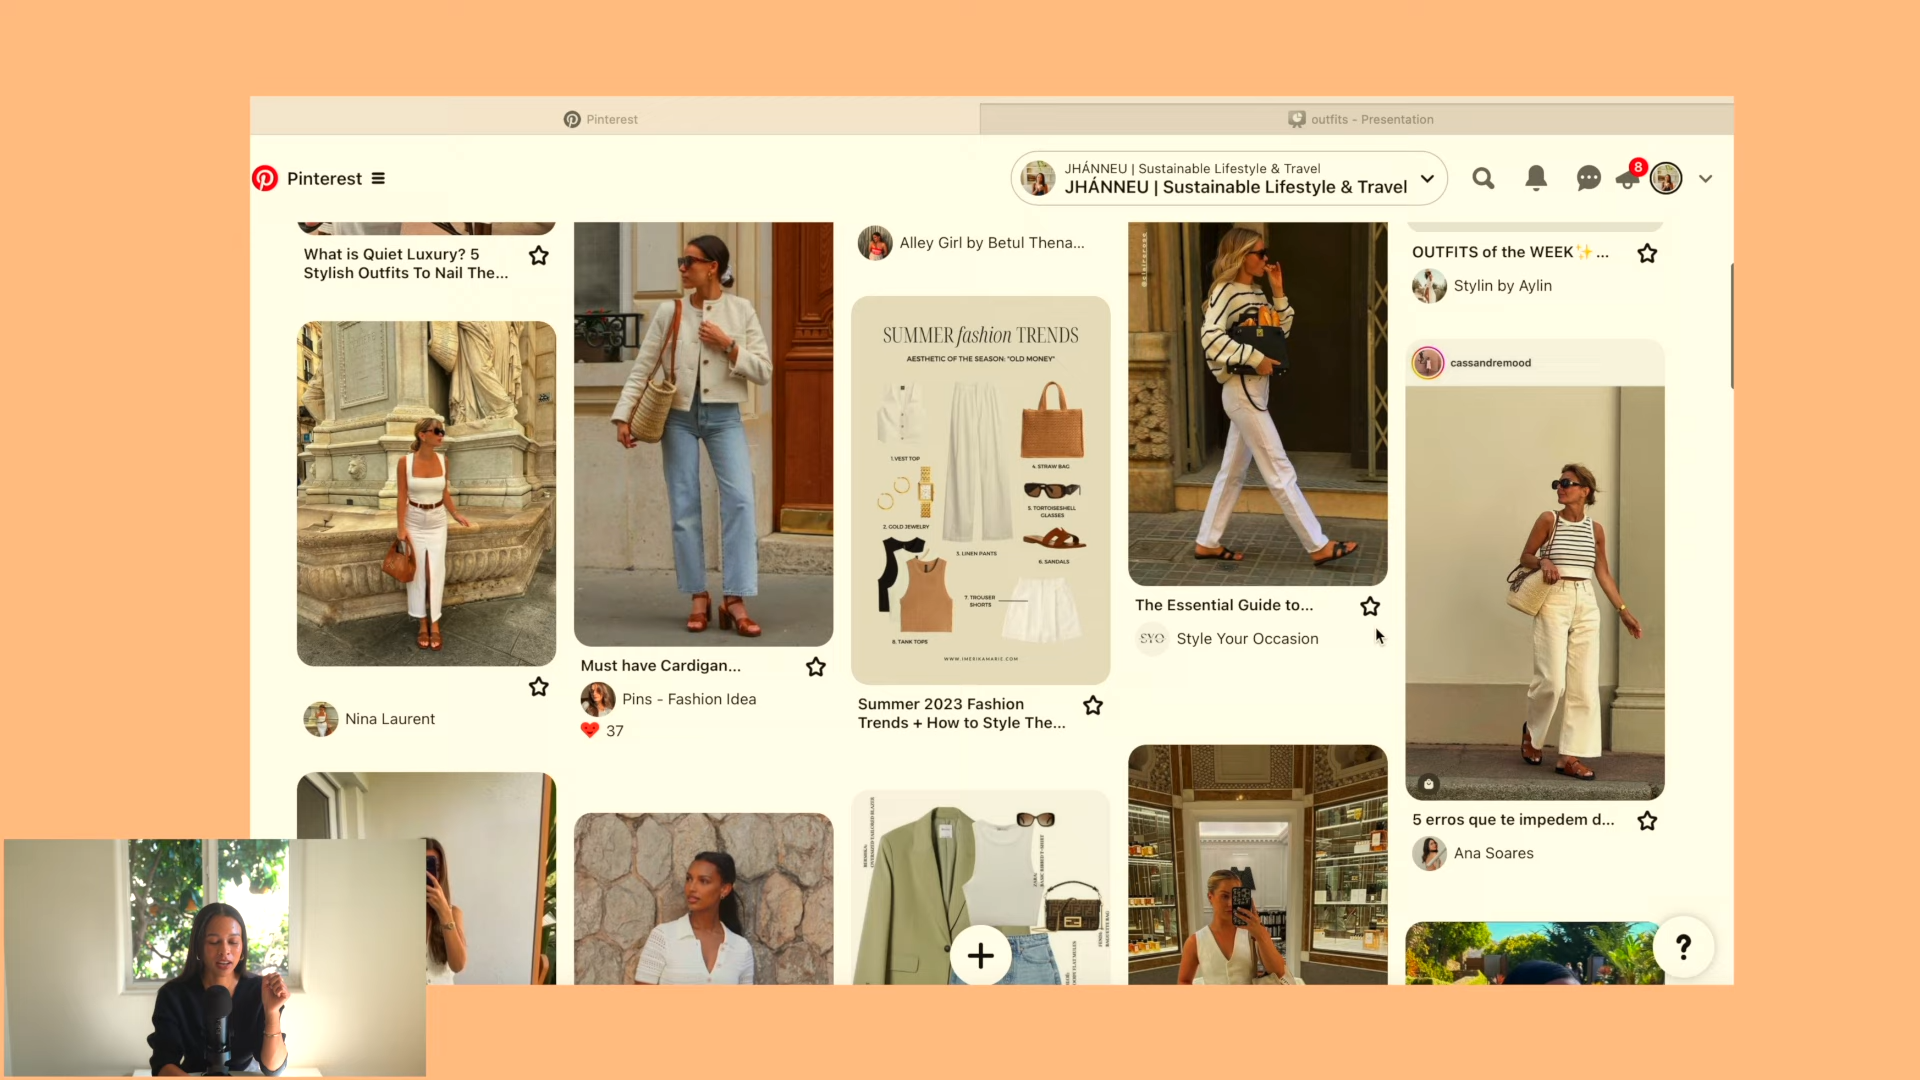 Pinterest
outfits - Presentation
Pinterest
JHÁNNEU | Sustainable Lifestyle & Travel
JHÁNNEU | Sustainable Lifestyle & Travel
8
What is Quiet Luxury? 5
Stylish Outfits To Nail The...
Nina Laurent
Must have Cardigan...
Pins - Fashion Idea
37
Alley Girl by Betul Thena...
SUMMER fashion TRENDS
AESTHETIC OF THE SEASON: "OLD MONEY"
1. VEST TOP
4. STRAW BAG
5. TORTOISESHELL
GLASSES
2. GOLD JEWELRY
3. LINEN PANTS
6. SANDALS
7. TROUSER
SHORTS
8. TANK TOPS
WWW.IMERIKAMARIE.COM
Summer 2023 Fashion
Trends + How to Style The...
The Essential Guide to...
SYO
Style Your Occasion
OUTFITS of the WEEK✨ ...
Stylin by Aylin
cassandremood
5 erros que te impedem d...
Ana Soares
?